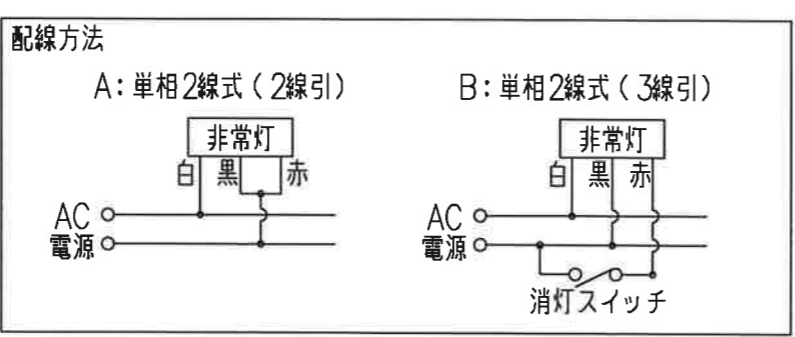 配線方法
A:単相2線式(2線引)
非常灯
白 黒 赤
AC
電源
B:単相2線式(3線引)
非常灯
白 黒 赤
AC
電源
消灯スイッチ